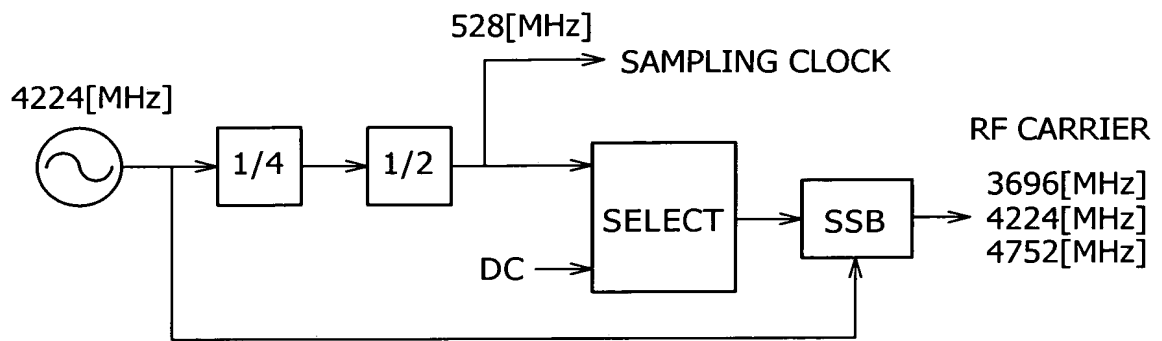 528[MHz]
SAMPLING CLOCK
4224[MHz]
RF CARRIER
1/4
1/2
3696[MHz]
SELECT
SSB
4224[MHz]
4752[MHz]
DC